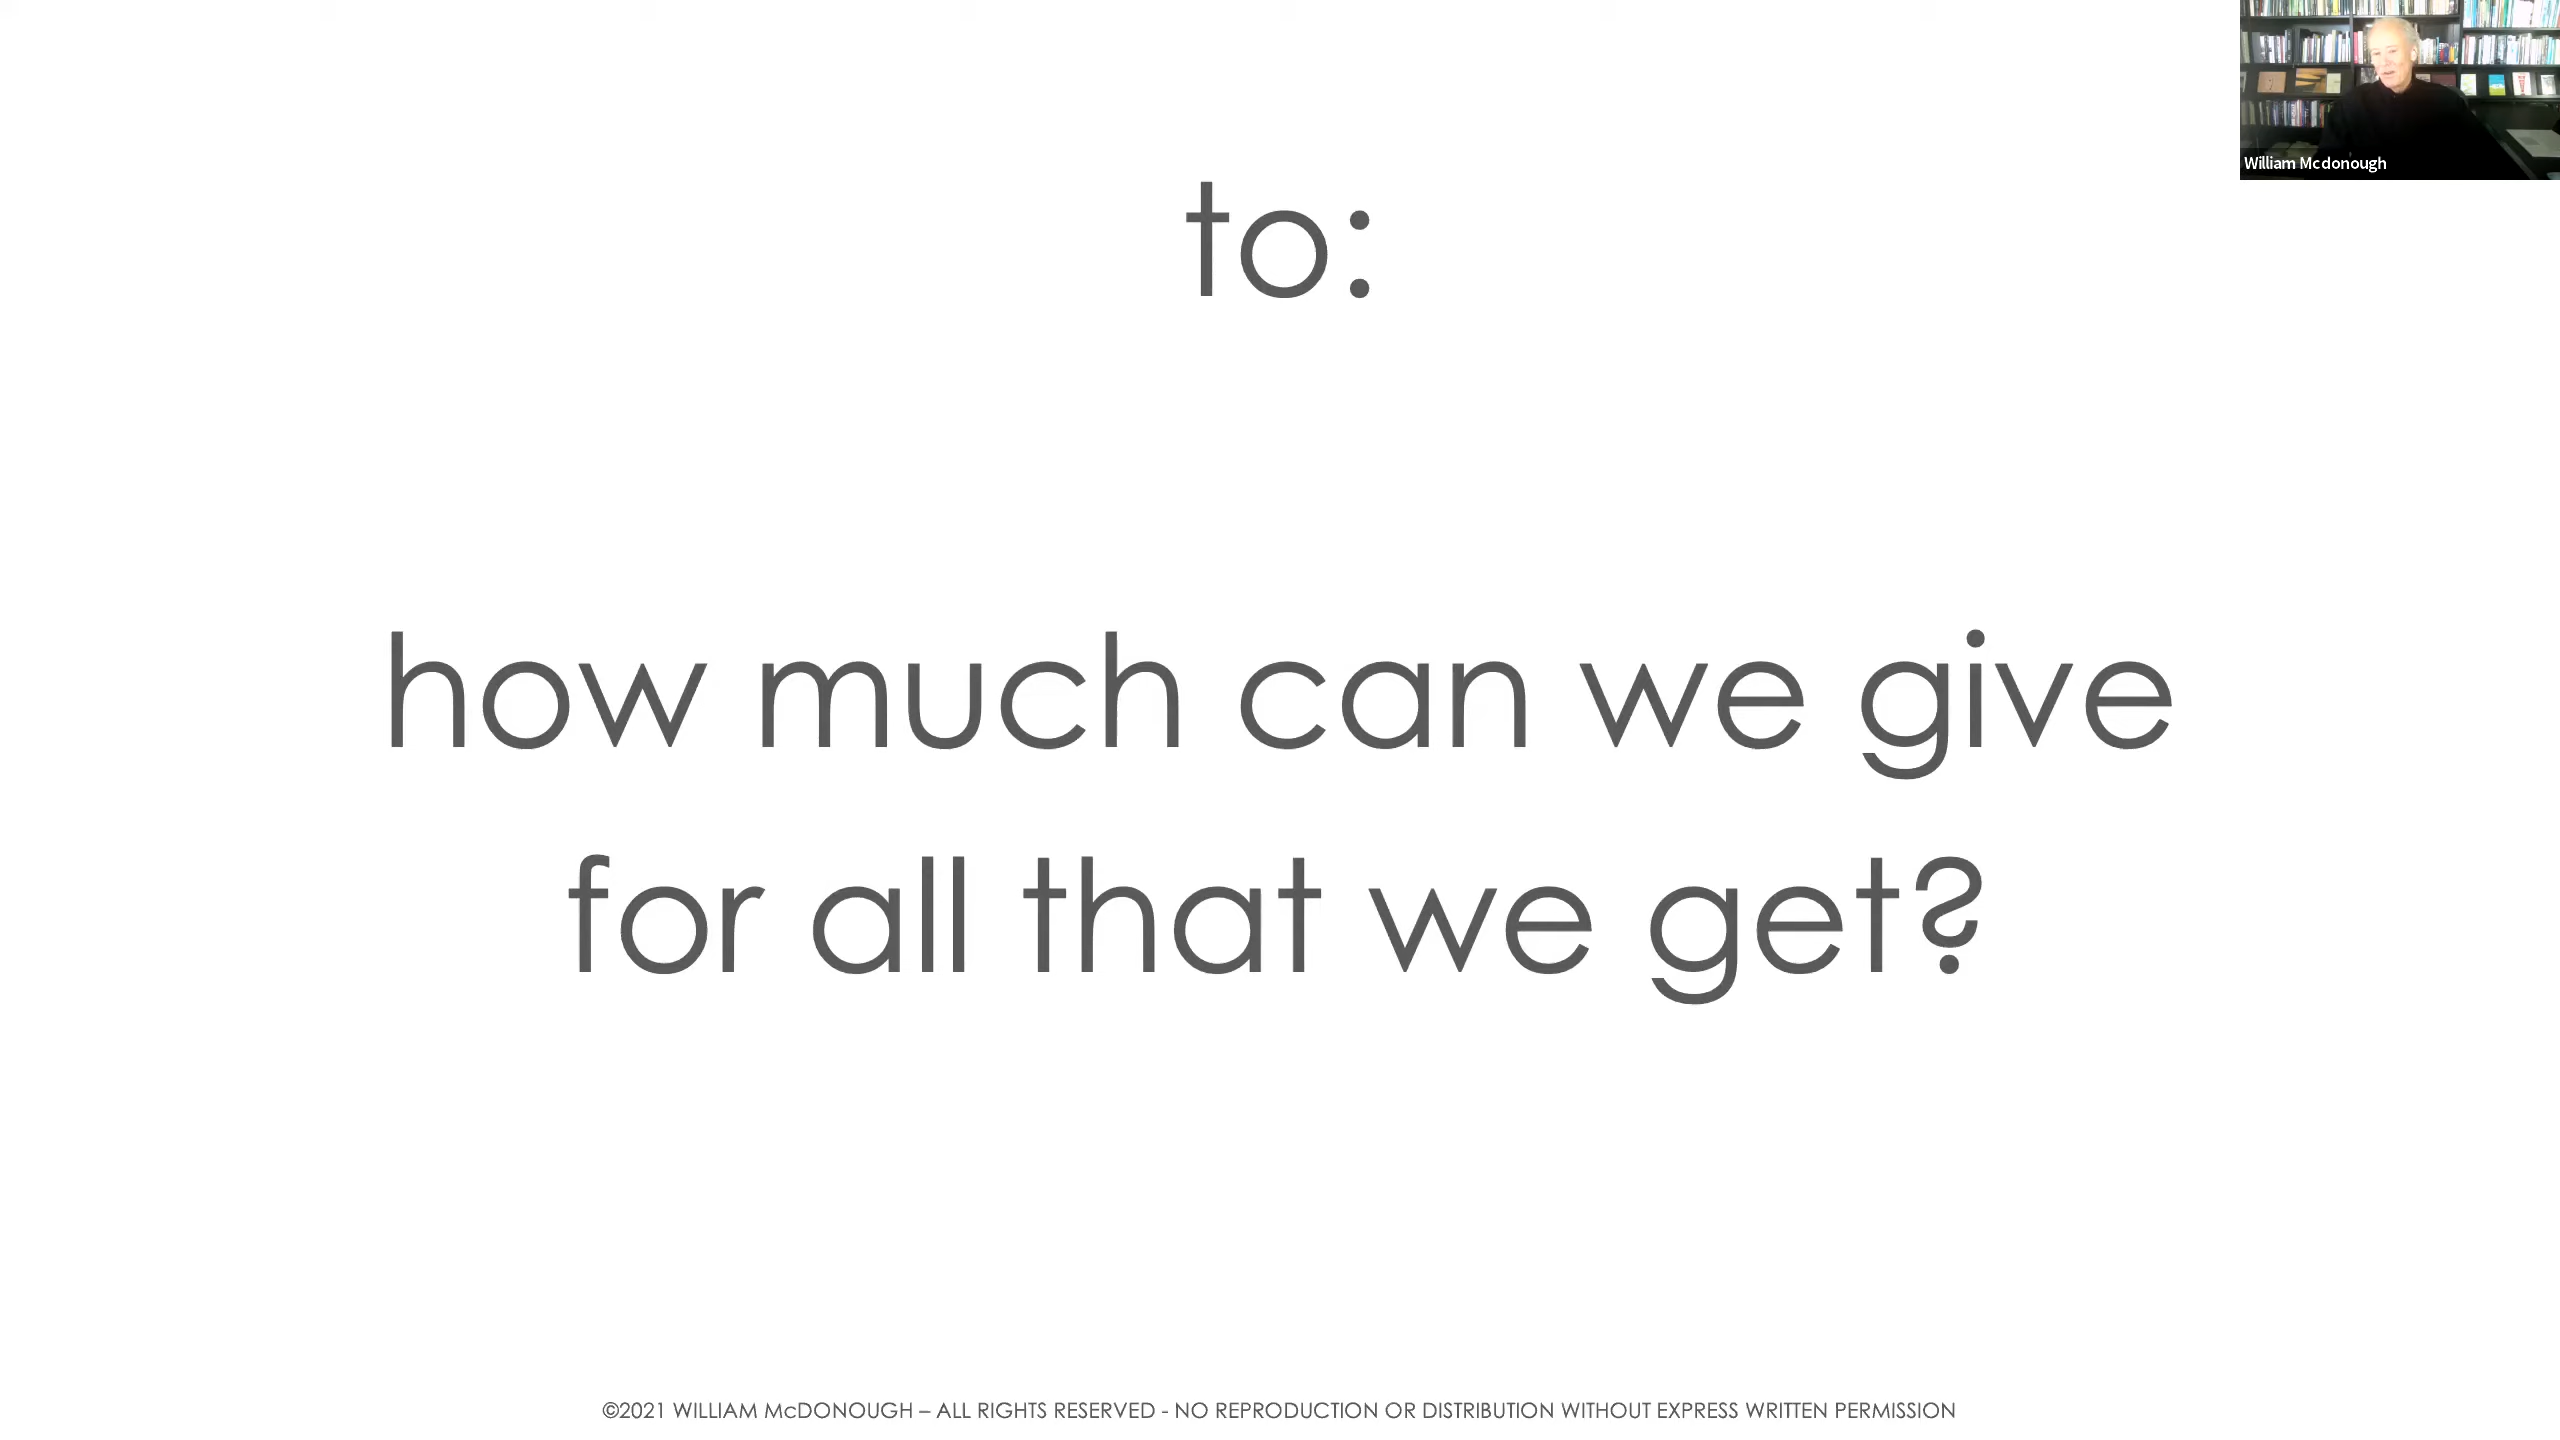 William Mcdonough
to:
how much can we give
for all that we get?
©2021 WILLIAM McDONOUGH – ALL RIGHTS RESERVED - NO REPRODUCTION OR DISTRIBUTION WITHOUT EXPRESS WRITTEN PERMISSION